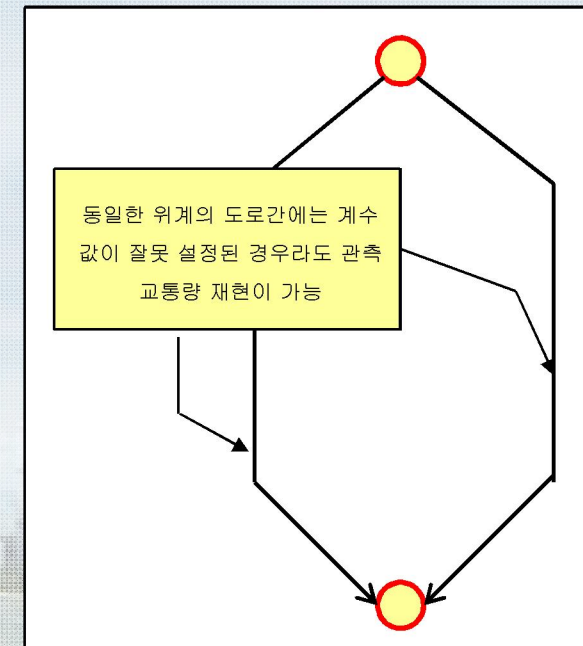 동일한 위계의 도로간에는 계수
값이 잘못 설정된 경우라도 관측
교통량 재현이 가능